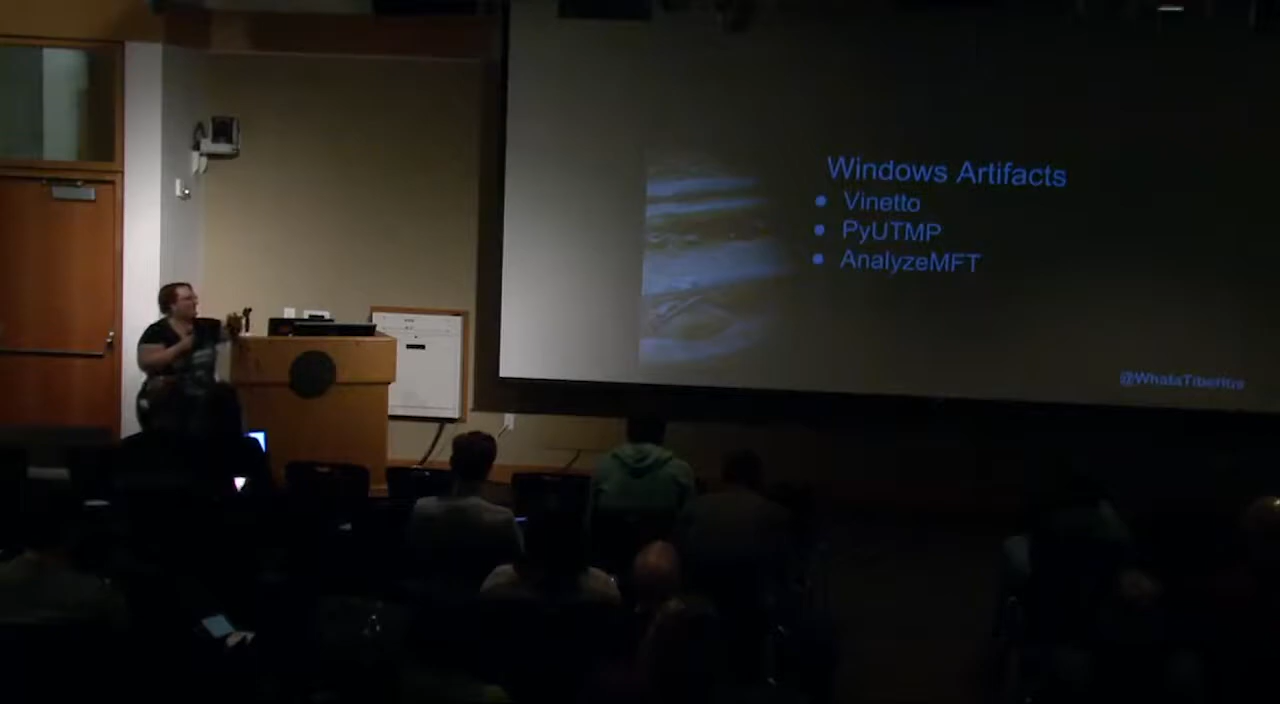 Windows Artifacts
• Vinetto
• PyUTMP
• AnalyzeMFT
@WhataTiberius